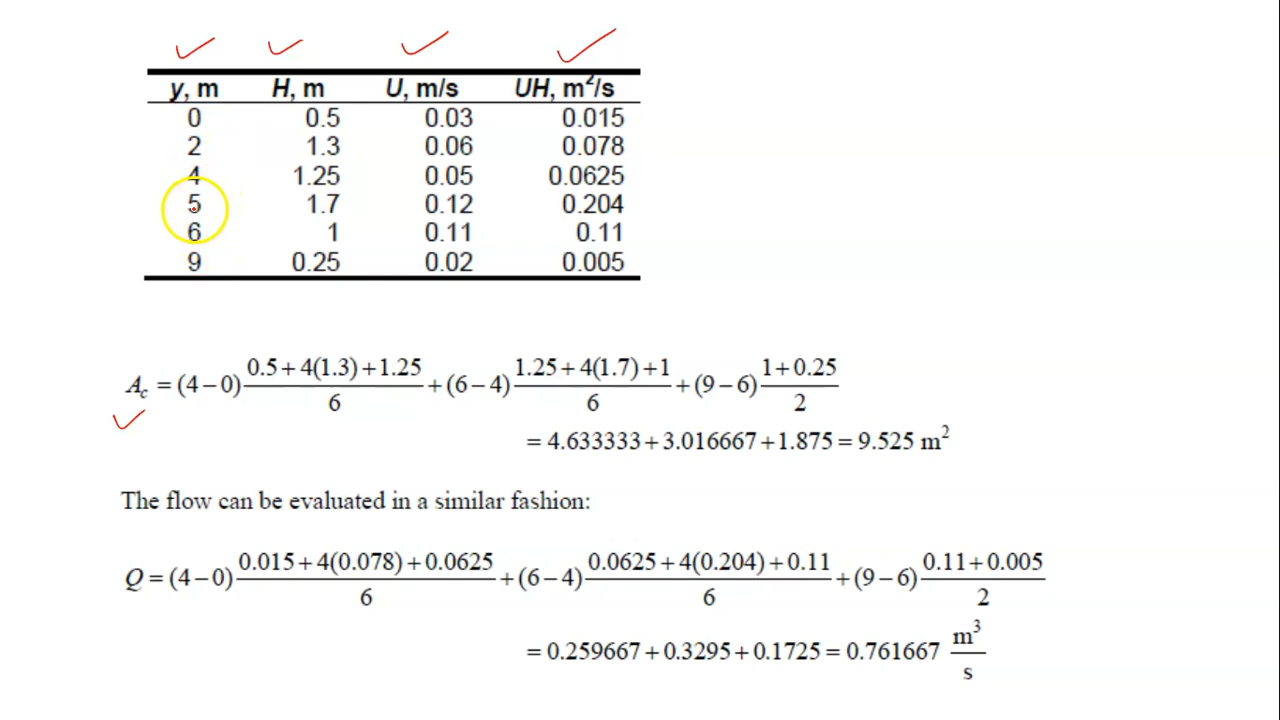 y, m H, m U, m/s UH, m²/s
0 0.5 0.03 0.015
2 1.3 0.06 0.078
4 1.25 0.05 0.0625
5 1.7 0.12 0.204
6 1 0.11 0.11
9 0.25 0.02 0.005
A_c = (4 − 0) (0.5 + 4(1.3) + 1.25)/6 + (6 − 4) (1.25 + 4(1.7) + 1)/6 + (9 − 6) (1 + 0.25)/2
= 4.633333 + 3.016667 + 1.875 = 9.525 m²
The flow can be evaluated in a similar fashion:
Q = (4 − 0) (0.015 + 4(0.078) + 0.0625)/6 + (6 − 4) (0.0625 + 4(0.204) + 0.11)/6 + (9 − 6) (0.11 + 0.005)/2
= 0.259667 + 0.3295 + 0.1725 = 0.761667 m³/s